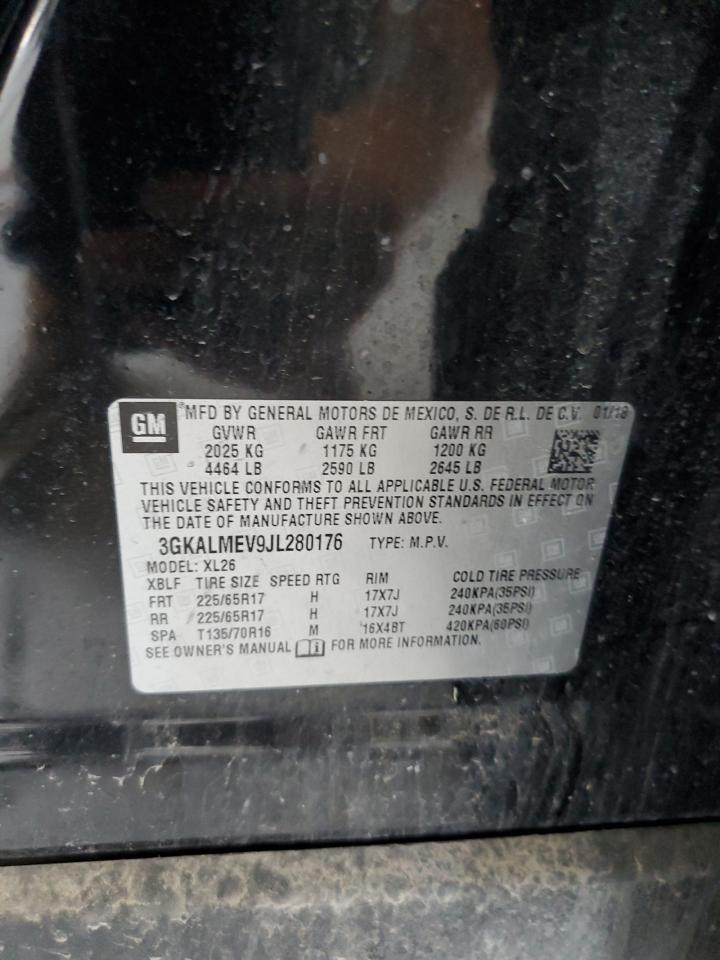 GM MFD BY GENERAL MOTORS DE MEXICO, S. DE R.L. DE C.V. 01/18
GVWR GAWR FRT GAWR RR
2025 KG 1175 KG 1200 KG
4464 LB 2590 LB 2645 LB
THIS VEHICLE CONFORMS TO ALL APPLICABLE U.S. FEDERAL MOTOR
VEHICLE SAFETY AND THEFT PREVENTION STANDARDS IN EFFECT ON
THE DATE OF MANUFACTURE SHOWN ABOVE.
3GKALMEV9JL280176 TYPE: M.P.V.
MODEL: XL26
XBLF TIRE SIZE SPEED RTG RIM COLD TIRE PRESSURE
FRT 225/65R17 H 17X7J 240KPA(35PSI)
RR 225/65R17 H 17X7J 240KPA(35PSI)
SPA T135/70R16 M 16X4BT 420KPA(60PSI)
SEE OWNER'S MANUAL FOR MORE INFORMATION.